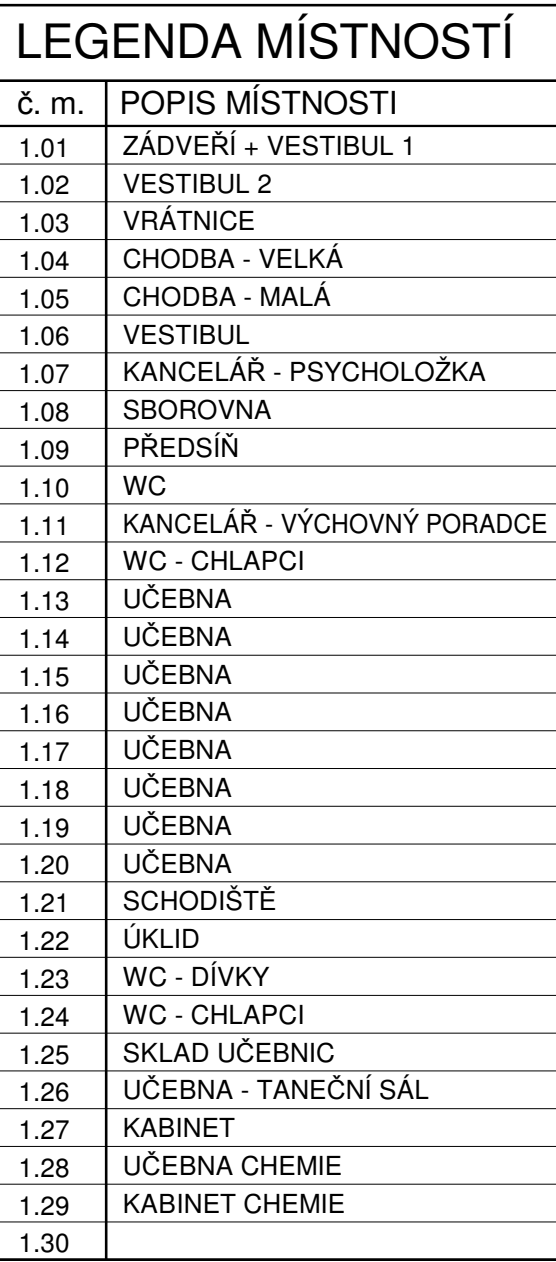 LEGENDA MÍSTNOSTÍ
č. m. POPIS MÍSTNOSTI
1.01 ZÁDVEŘÍ + VESTIBUL 1
1.02 VESTIBUL 2
1.03 VRÁTNICE
1.04 CHODBA - VELKÁ
1.05 CHODBA - MALÁ
1.06 VESTIBUL
1.07 KANCELÁŘ - PSYCHOLOŽKA
1.08 SBOROVNA
1.09 PŘEDSÍŇ
1.10 WC
1.11 KANCELÁŘ - VÝCHOVNÝ PORADCE
1.12 WC - CHLAPCI
1.13 UČEBNA
1.14 UČEBNA
1.15 UČEBNA
1.16 UČEBNA
1.17 UČEBNA
1.18 UČEBNA
1.19 UČEBNA
1.20 UČEBNA
1.21 SCHODIŠTĚ
1.22 ÚKLID
1.23 WC - DÍVKY
1.24 WC - CHLAPCI
1.25 SKLAD UČEBNIC
1.26 UČEBNA - TANEČNÍ SÁL
1.27 KABINET
1.28 UČEBNA CHEMIE
1.29 KABINET CHEMIE
1.30